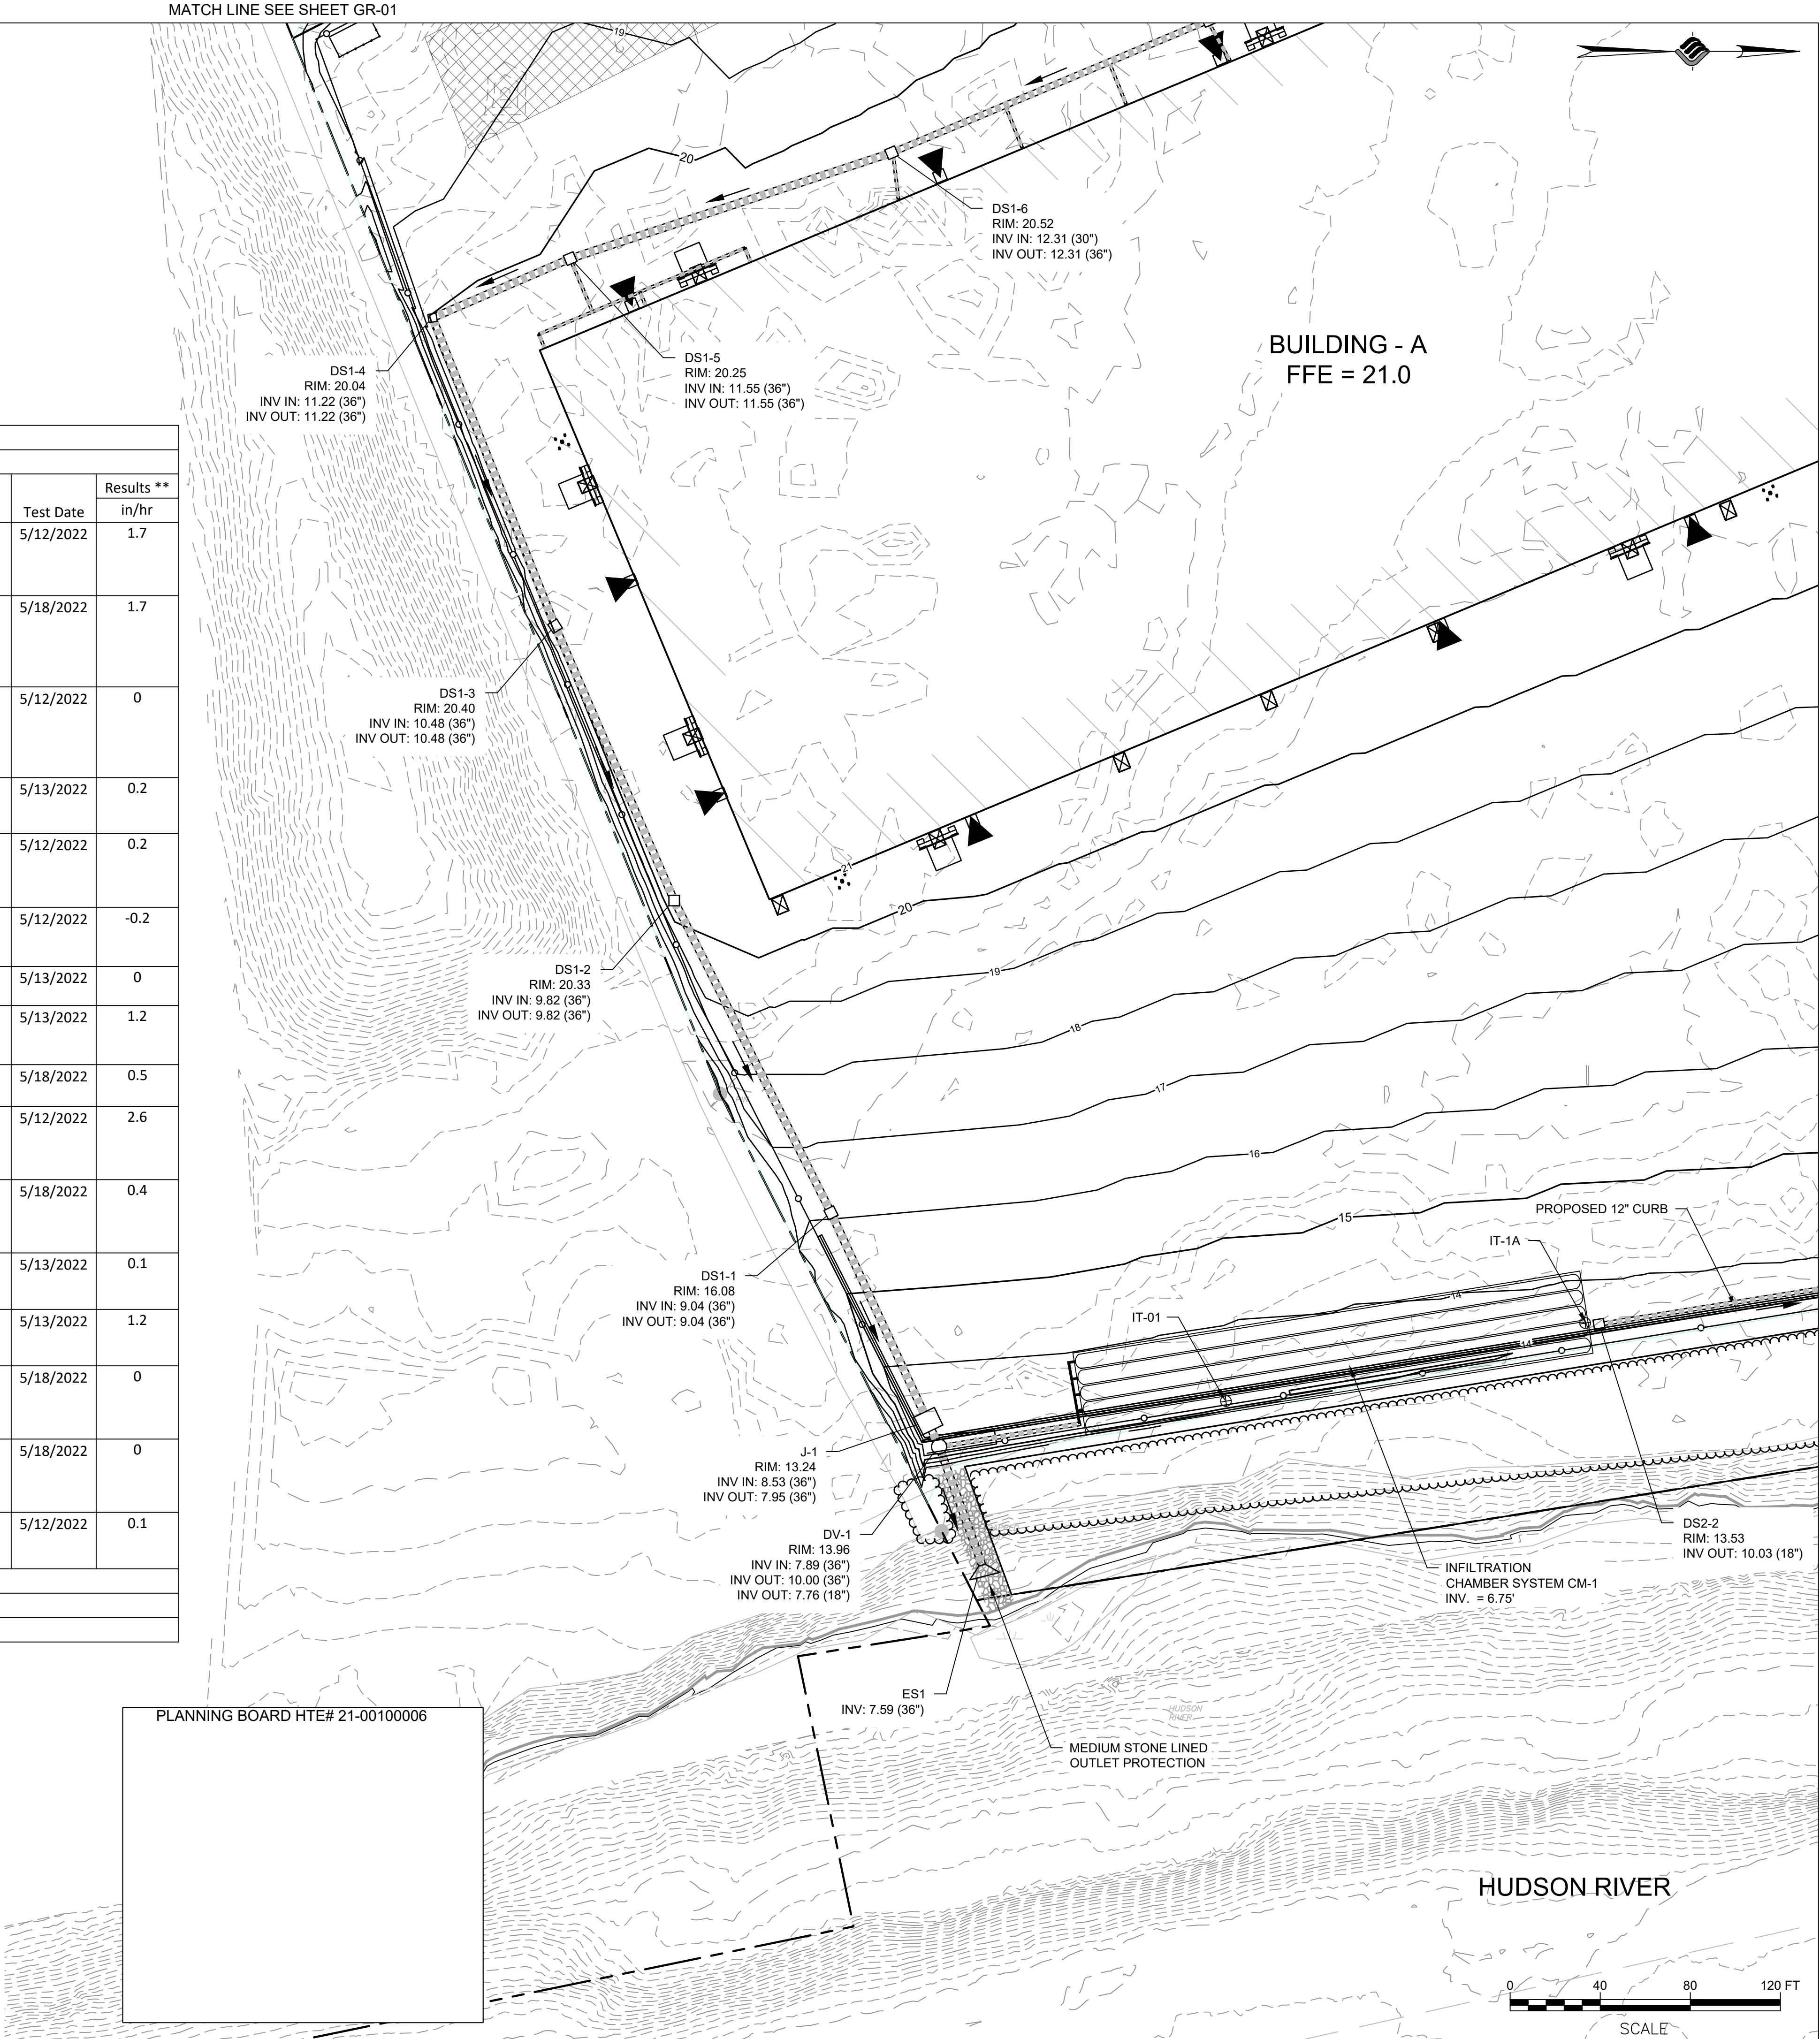 MATCH LINE SEE SHEET GR-01
19
20
DS1-6
RIM: 20.52
INV IN: 12.31 (30")
INV OUT: 12.31 (36")
BUILDING - A
FFE = 21.0
DS1-5
RIM: 20.25
INV IN: 11.55 (36")
INV OUT: 11.55 (36")
DS1-4
RIM: 20.04
INV IN: 11.22 (36")
INV OUT: 11.22 (36")
Test Date
Results **
in/hr
5/12/2022 1.7
5/18/2022 1.7
5/12/2022 0
5/13/2022 0.2
5/12/2022 0.2
5/12/2022 -0.2
5/13/2022 0
5/13/2022 1.2
5/18/2022 0.5
5/12/2022 2.6
5/18/2022 0.4
5/13/2022 0.1
5/13/2022 1.2
5/18/2022 0
5/18/2022 0
5/12/2022 0.1
DS1-3
RIM: 20.40
INV IN: 10.48 (36")
INV OUT: 10.48 (36")
21
20
19
18
17
16
15
14
14
DS1-2
RIM: 20.33
INV IN: 9.82 (36")
INV OUT: 9.82 (36")
PROPOSED 12" CURB
IT-1A
IT-01
DS1-1
RIM: 16.08
INV IN: 9.04 (36")
INV OUT: 9.04 (36")
J-1
RIM: 13.24
INV IN: 8.53 (36")
INV OUT: 7.95 (36")
DV-1
RIM: 13.96
INV IN: 7.89 (36")
INV OUT: 10.00 (36")
INV OUT: 7.76 (18")
DS2-2
RIM: 13.53
INV OUT: 10.03 (18")
INFILTRATION
CHAMBER SYSTEM CM-1
INV. = 6.75'
ES1
INV: 7.59 (36")
HUDSON
RIVER
MEDIUM STONE LINED
OUTLET PROTECTION
PLANNING BOARD HTE# 21-00100006
HUDSON RIVER
0 40 80 120 FT
SCALE